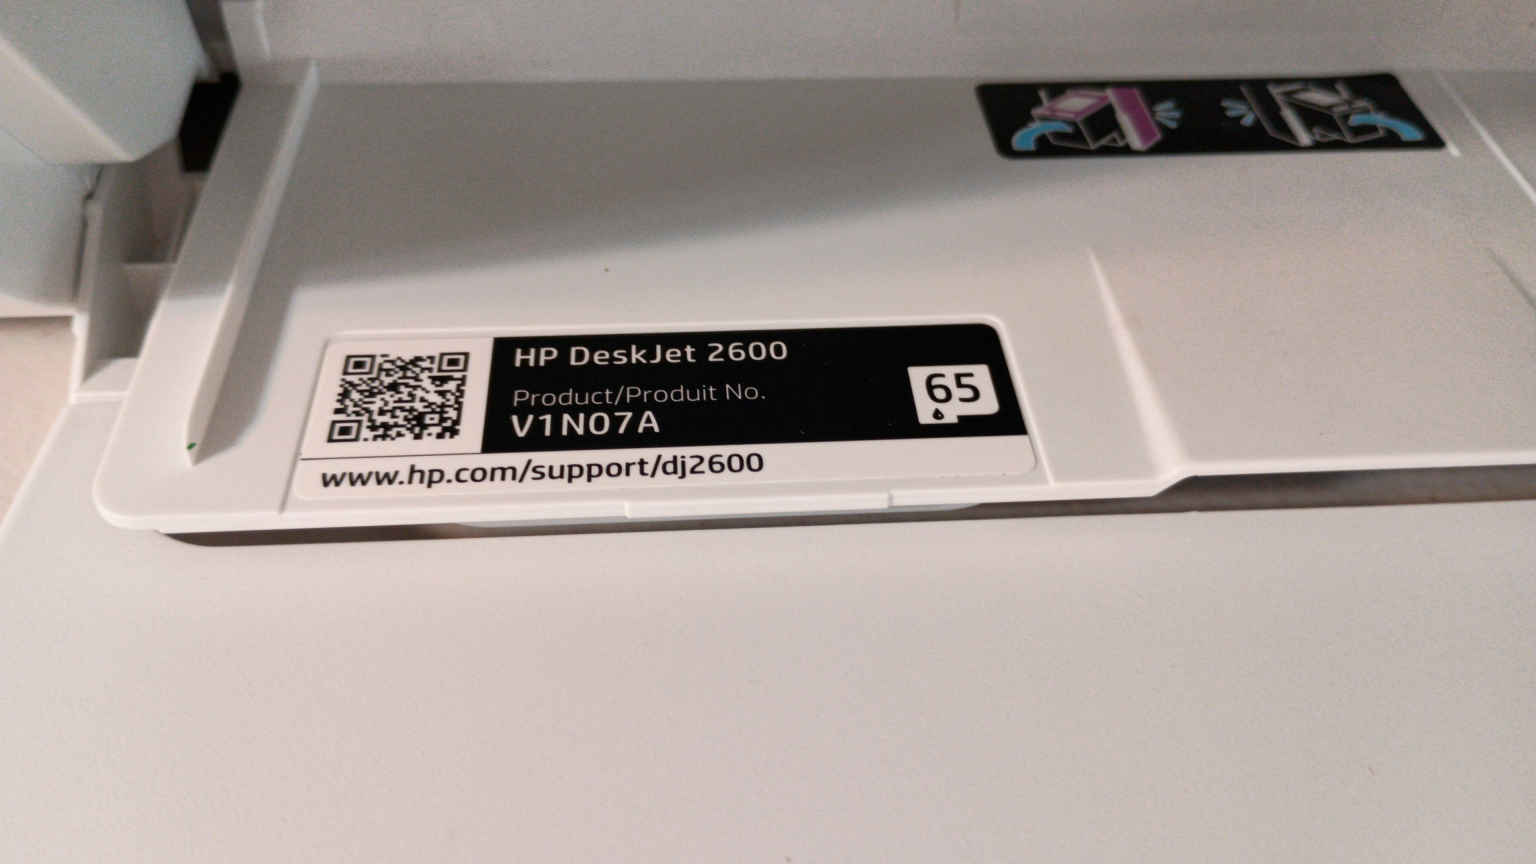 HP DeskJet 2600
Product/Produit No.
V1N07A
65
www.hp.com/support/dj2600